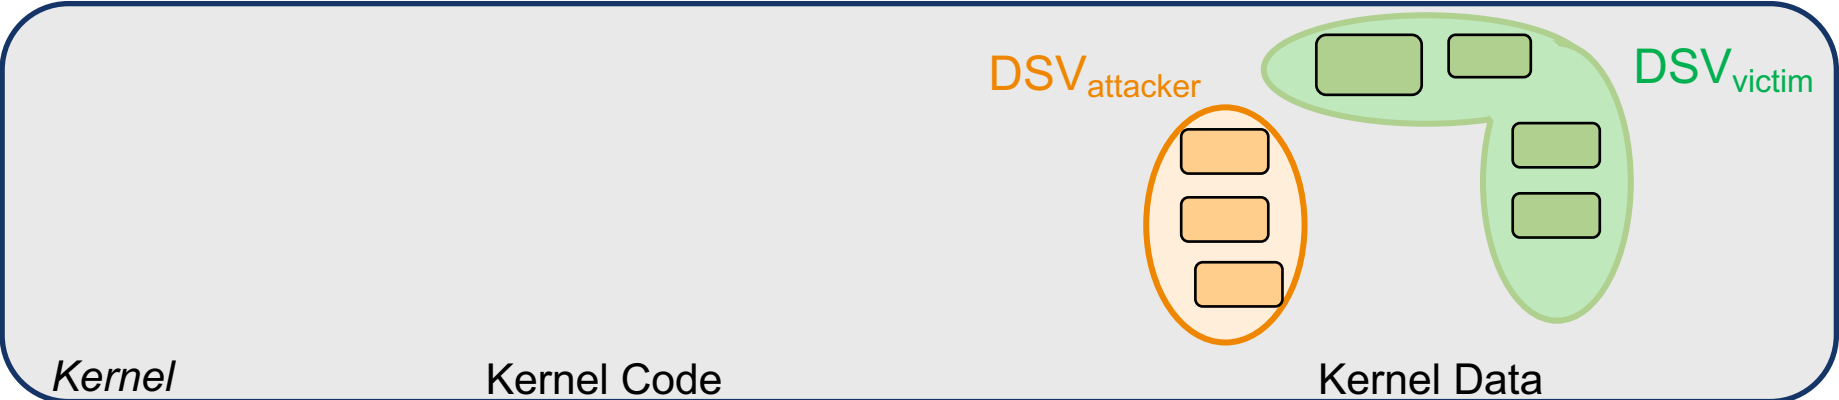 DSVattacker
DSVvictim
Kernel
Kernel Code
Kernel Data